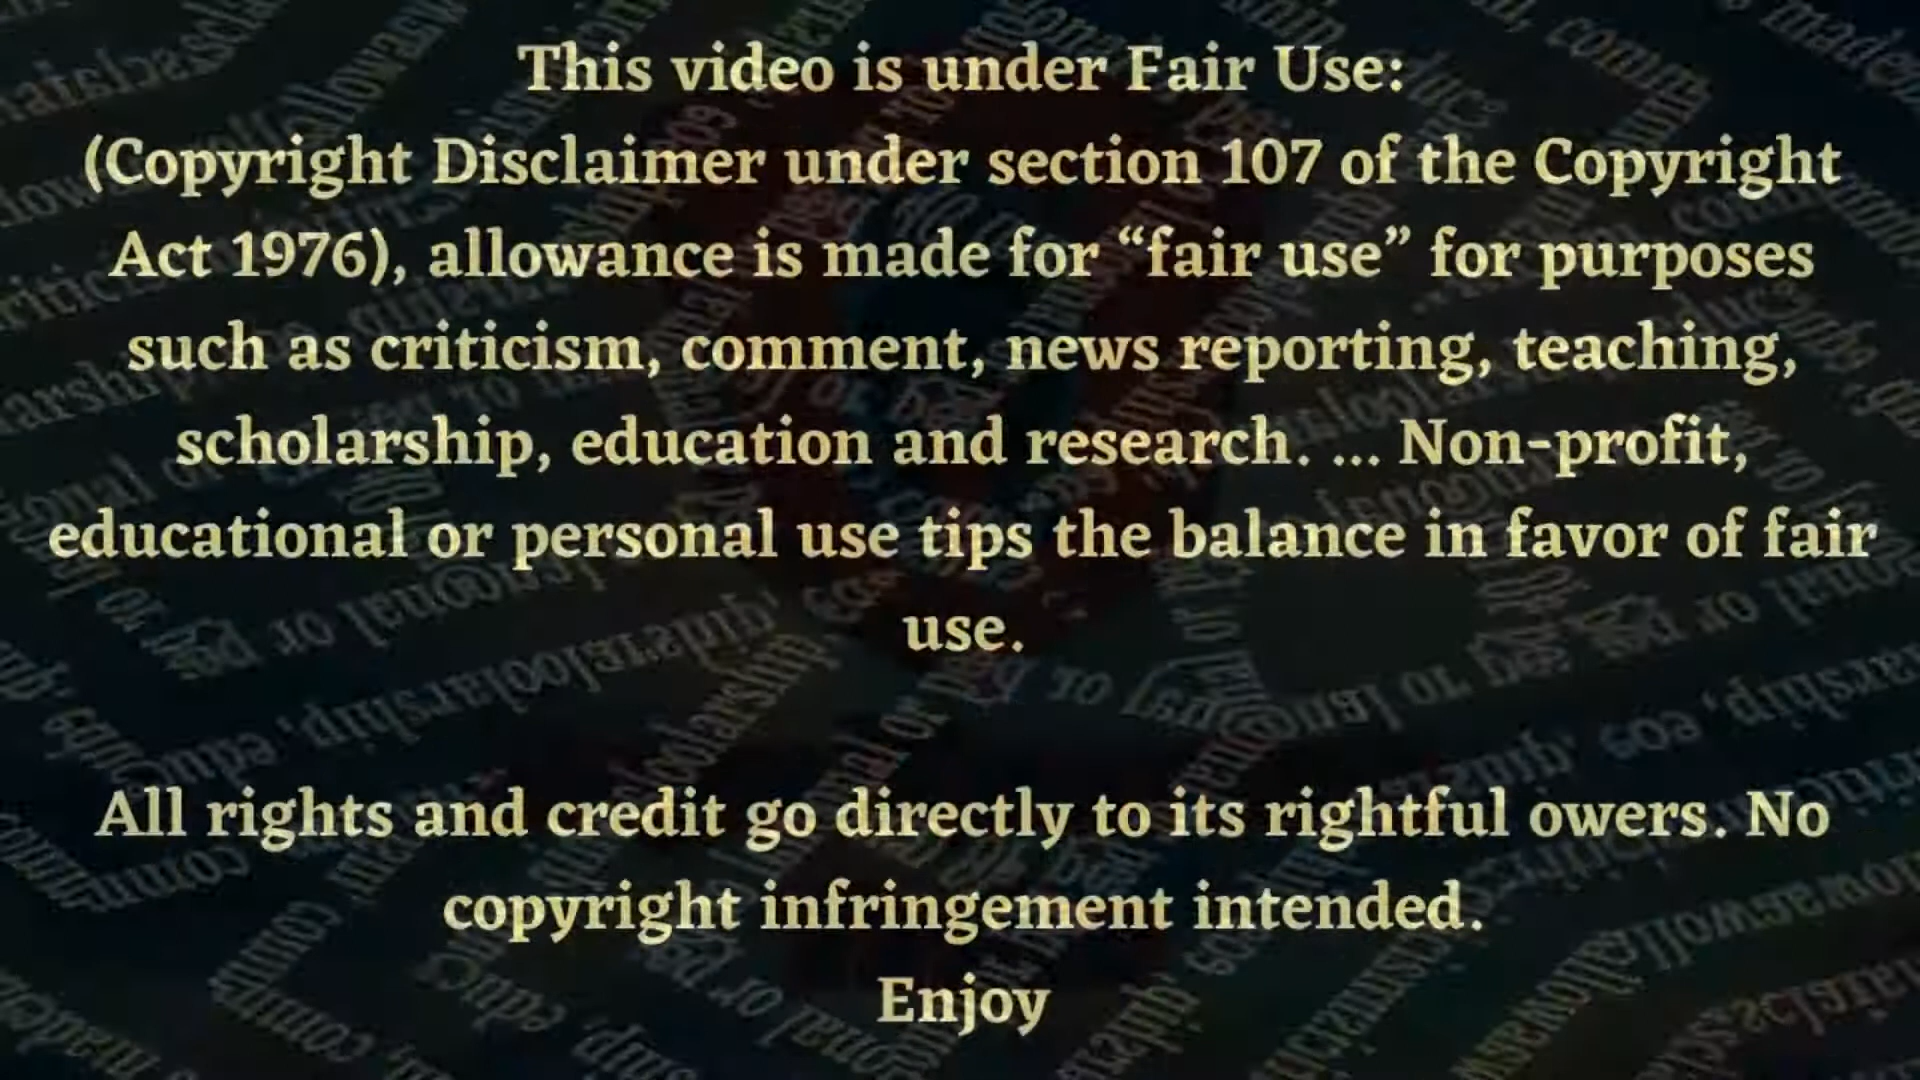 This video is under Fair Use:
(Copyright Disclaimer under section 107 of the Copyright
Act 1976), allowance is made for “fair use” for purposes
such as criticism, comment, news reporting, teaching,
scholarship, education and research. ... Non-profit,
educational or personal use tips the balance in favor of fair
use.
All rights and credit go directly to its rightful owers. No
copyright infringement intended.
Enjoy